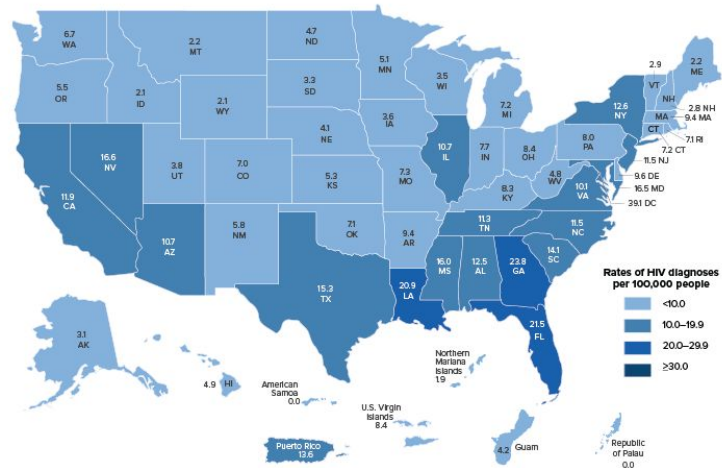 6.7
WA
2.2
MT
4.7
ND
5.1
MN
3.5
WI
7.2
MI
2.9
VT
NH
2.2
ME
2.8 NH
9.4 MA
MA
CT
7.1 RI
7.2 CT
11.5 NJ
9.6 DE
16.5 MD
39.1 DC
5.5
OR
2.1
ID
2.1
WY
3.3
SD
3.6
IA
4.1
NE
12.6
NY
8.0
PA
16.6
NV
3.8
UT
7.0
CO
5.3
KS
7.3
MO
10.7
IL
7.7
IN
8.4
OH
4.8
WV
10.1
VA
8.3
KY
11.9
CA
10.7
AZ
5.8
NM
7.1
OK
9.4
AR
11.3
TN
11.5
NC
14.1
SC
15.3
TX
20.9
LA
16.0
MS
12.5
AL
23.8
GA
21.5
FL
Rates of HIV diagnoses
per 100,000 people
<10.0
10.0–19.9
20.0–29.9
≥30.0
3.1
AK
4.9
HI
American
Samoa
0.0
Northern
Mariana
Islands
1.9
U.S. Virgin
Islands
8.4
Puerto Rico
13.6
4.2
Guam
Republic
of Palau
0.0